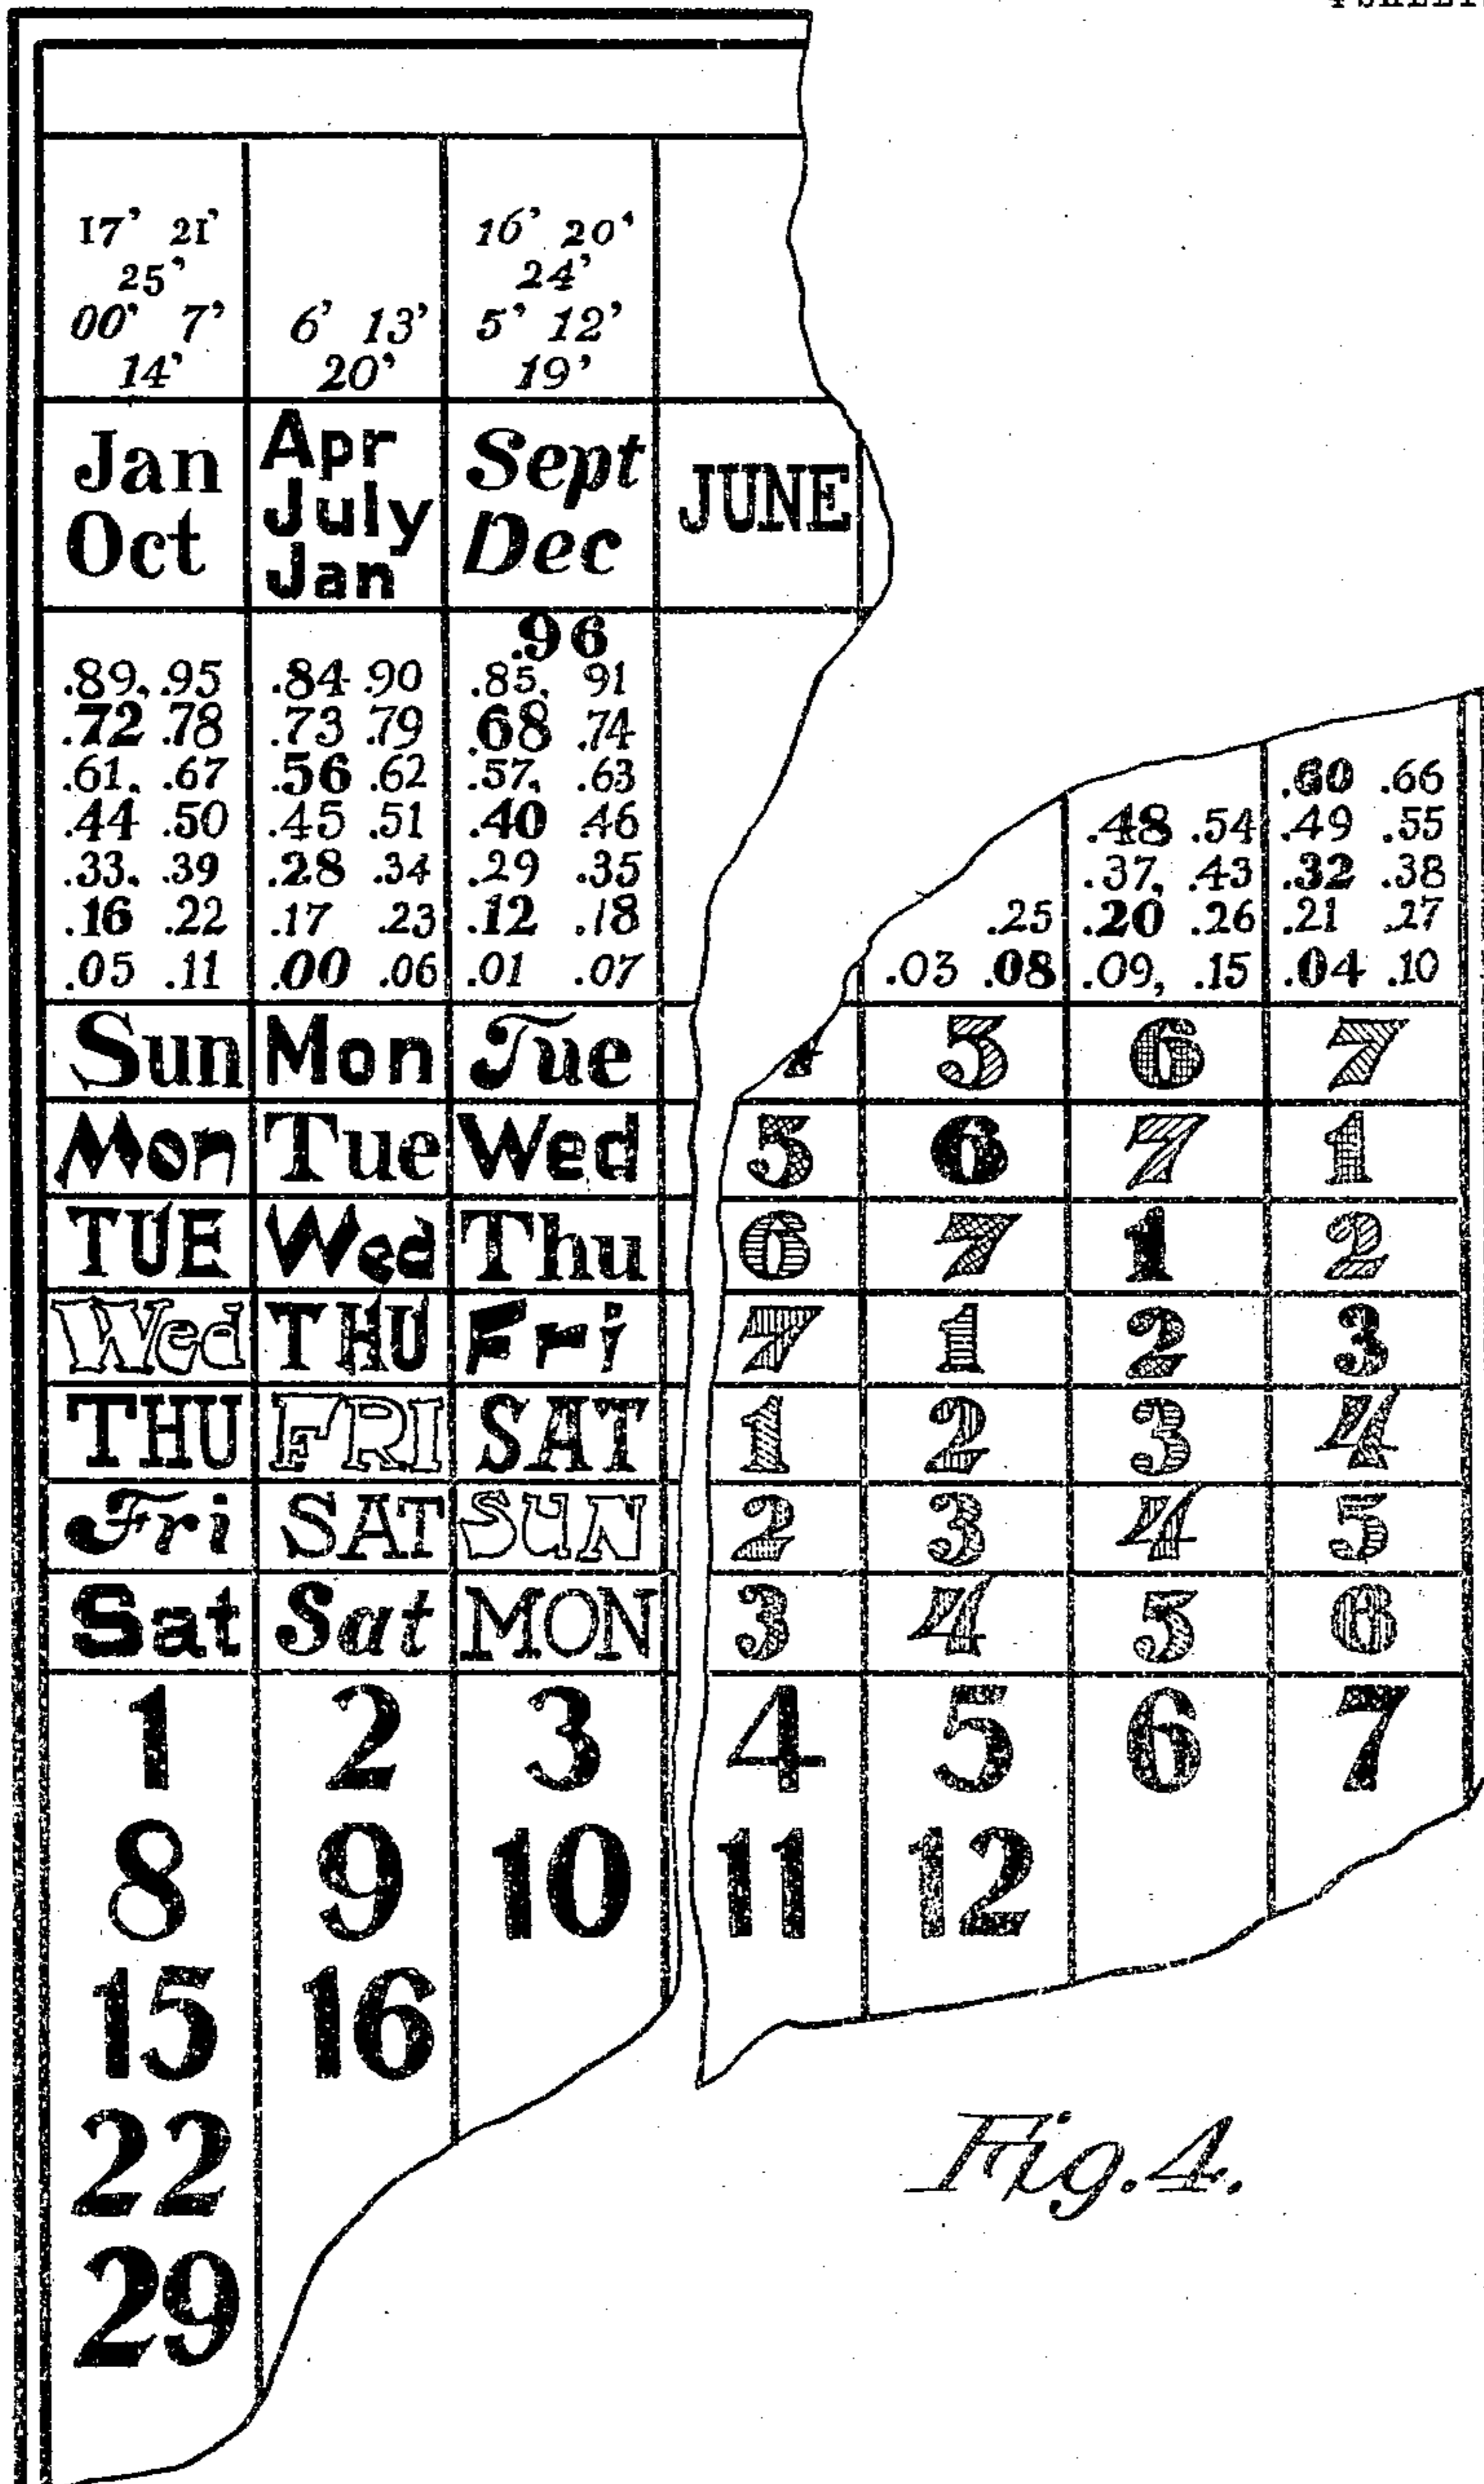 17’ 21’ 16’ 20’
25’ 24’
00’ 7’ 6’ 13’ 5’ 12’
14’ 20’ 19’
Jan Apr Sept JUNE
Oct July Dec
Jan
.96
.89, .95 .84 .90 .85, 91
.72 .78 .73 .79 .68 .74
.61, .67 .56 .62 .57, .63 .60 .66
.44 .50 .45 .51 .40 .46 .48 .54 .49 .55
.33, .39 .28 .34 .29 .35 .37, .43 .32 .38
.16 .22 .17 .23 .12 .18 .25 .20 .26 .21 .27
.05 .11 .00 .06 .01 .07 .03 .08 .09, .15 .04 .10
Sun Mon Tue 5 6 7
Mon Tue Wed 5 6 7 1
TUE Wed Thu 6 7 1 2
Wed THU Fri 7 1 2 3
THU FRI SAT 1 2 3 4
Fri SAT SUN 2 3 4 5
Sat Sat MON 3 4 5 6
1 2 3 4 5 6 7
8 9 10 11 12
15 16
22
29
Fig.4.